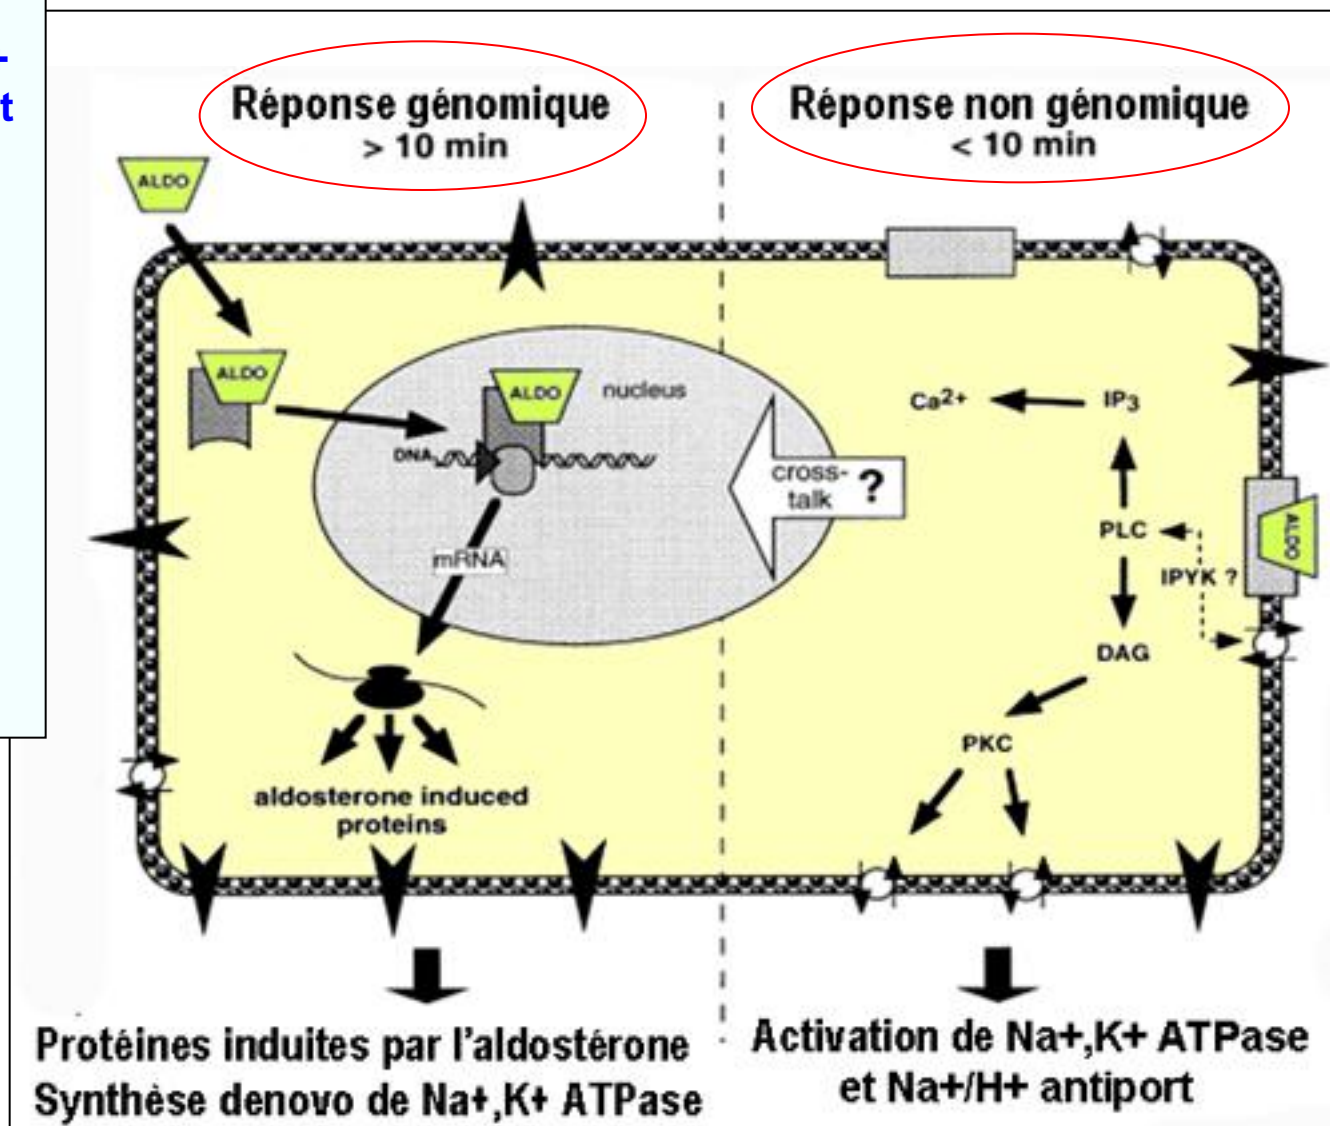 -
t
Réponse génomique
> 10 min
Réponse non génomique
< 10 min
ALDO
ALDO
ALDO
nucleus
DNA
mRNA
cross-
talk ?
Ca2+
IP3
PLC
IPYK ?
ALDO
DAG
PKC
aldosterone induced
proteins
Protéines induites par l'aldostérone
Synthèse denovo de Na+,K+ ATPase
Activation de Na+,K+ ATPase
et Na+/H+ antiport